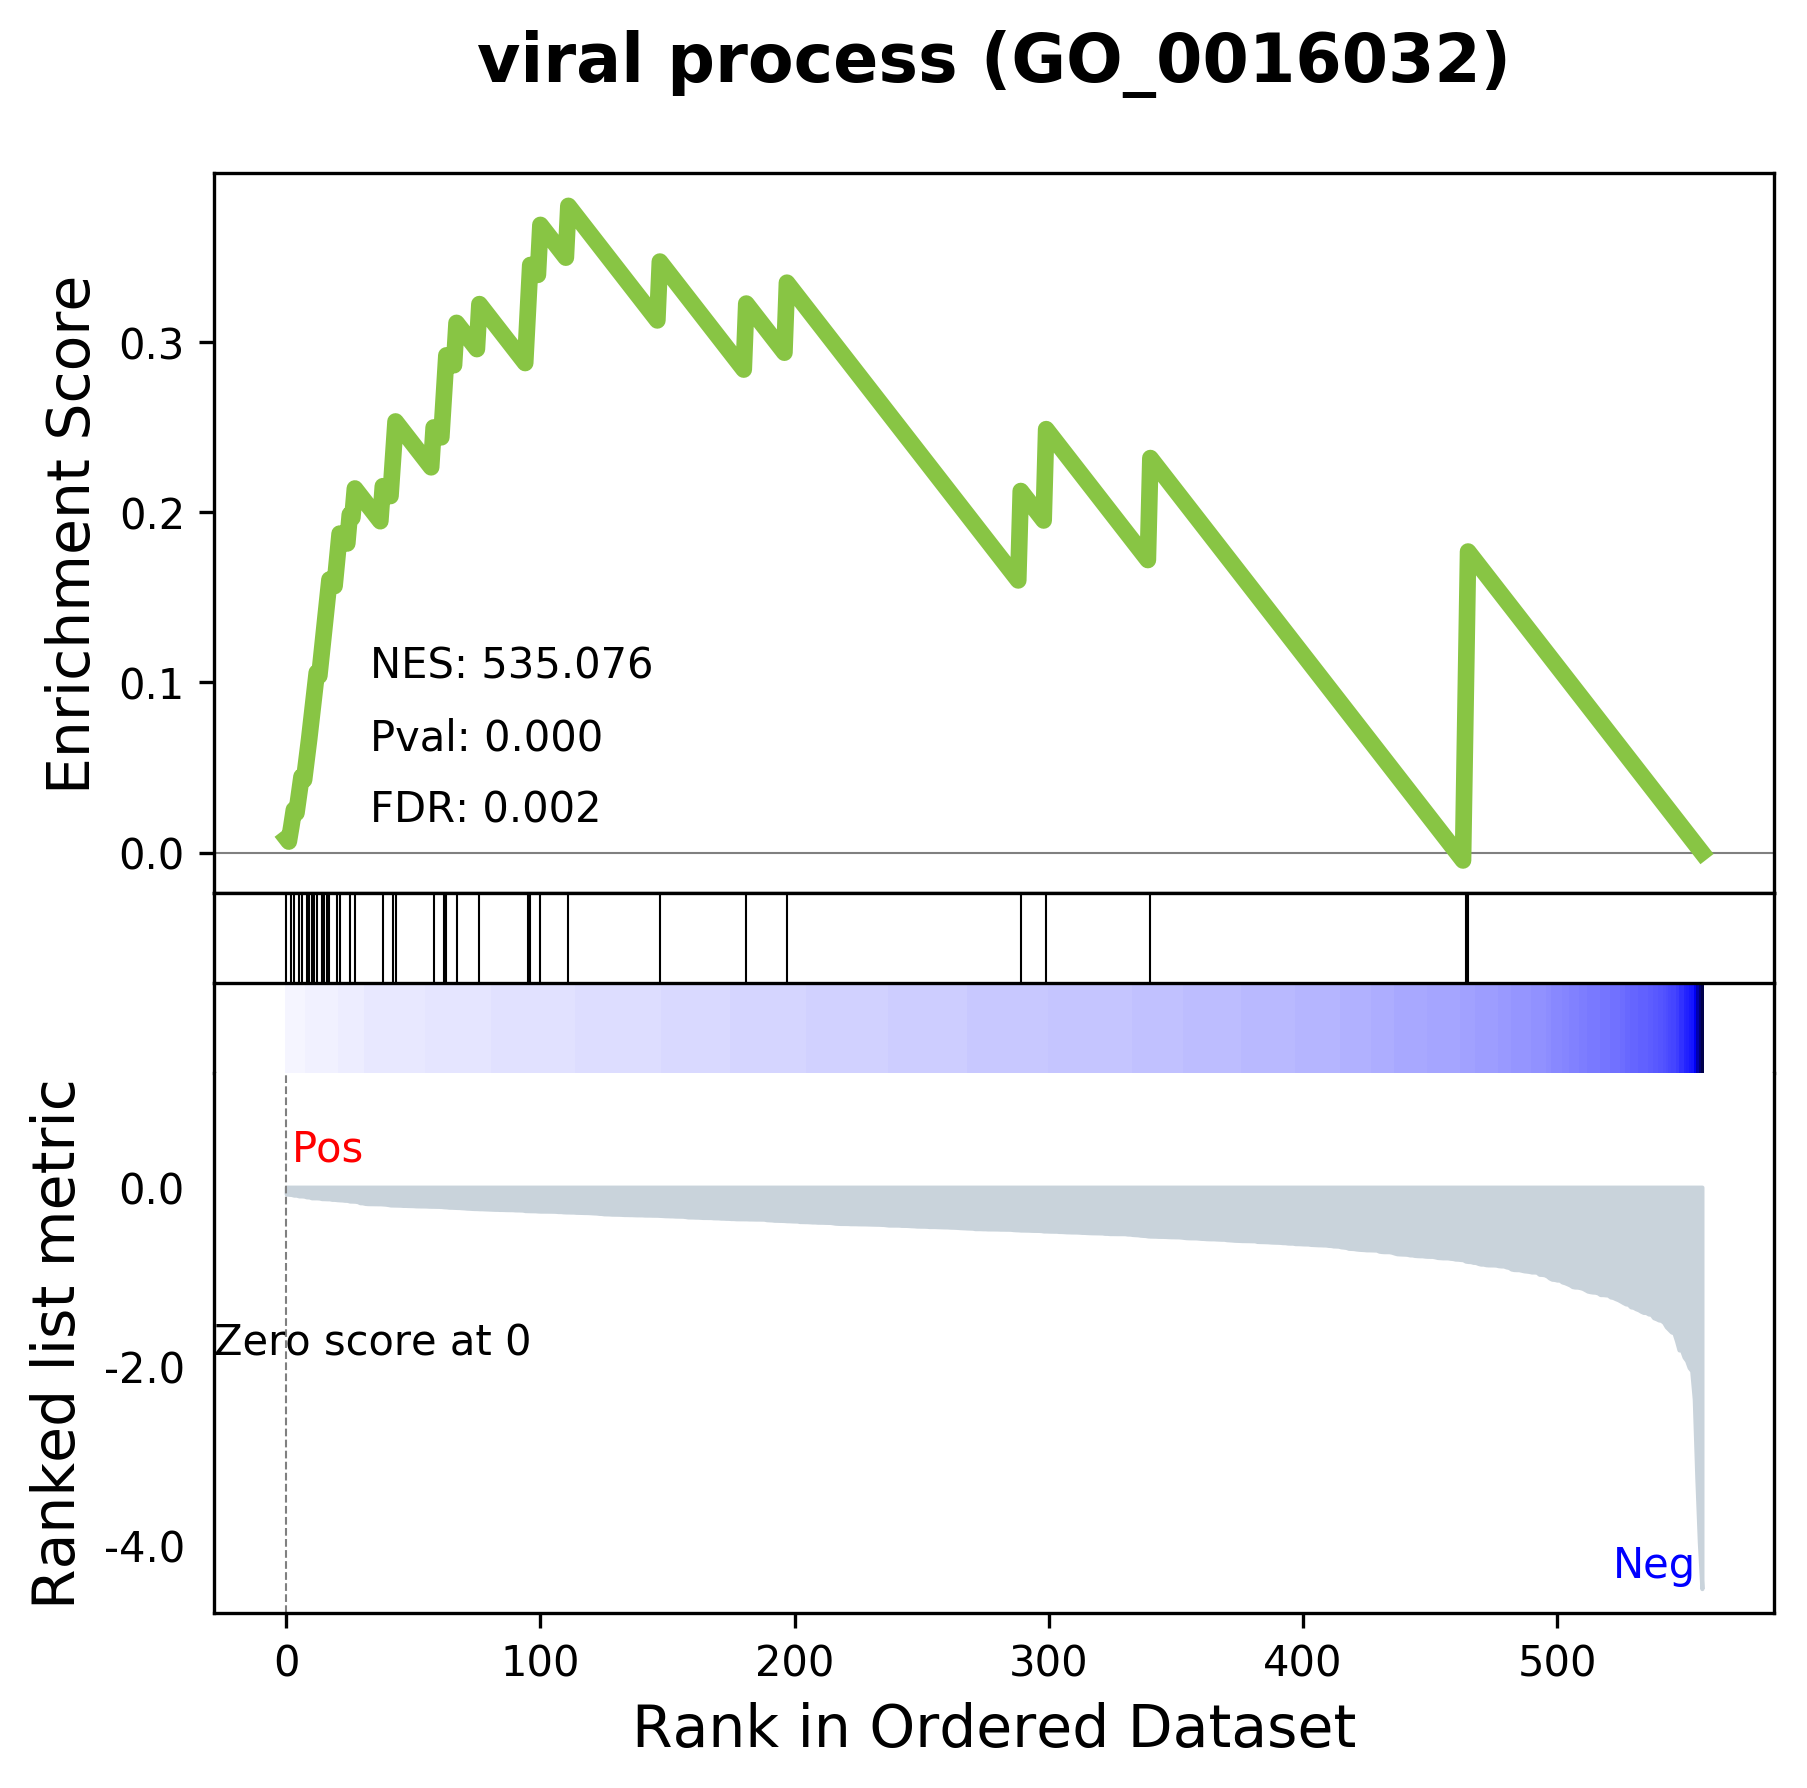 viral process (GO_0016032)
Enrichment Score
0.3
0.2
0.1
0.0
NES: 535.076
Pval: 0.000
FDR: 0.002
Ranked list metric
Pos
0.0
Zero score at 0
-2.0
-4.0
Neg
0 100 200 300 400 500
Rank in Ordered Dataset